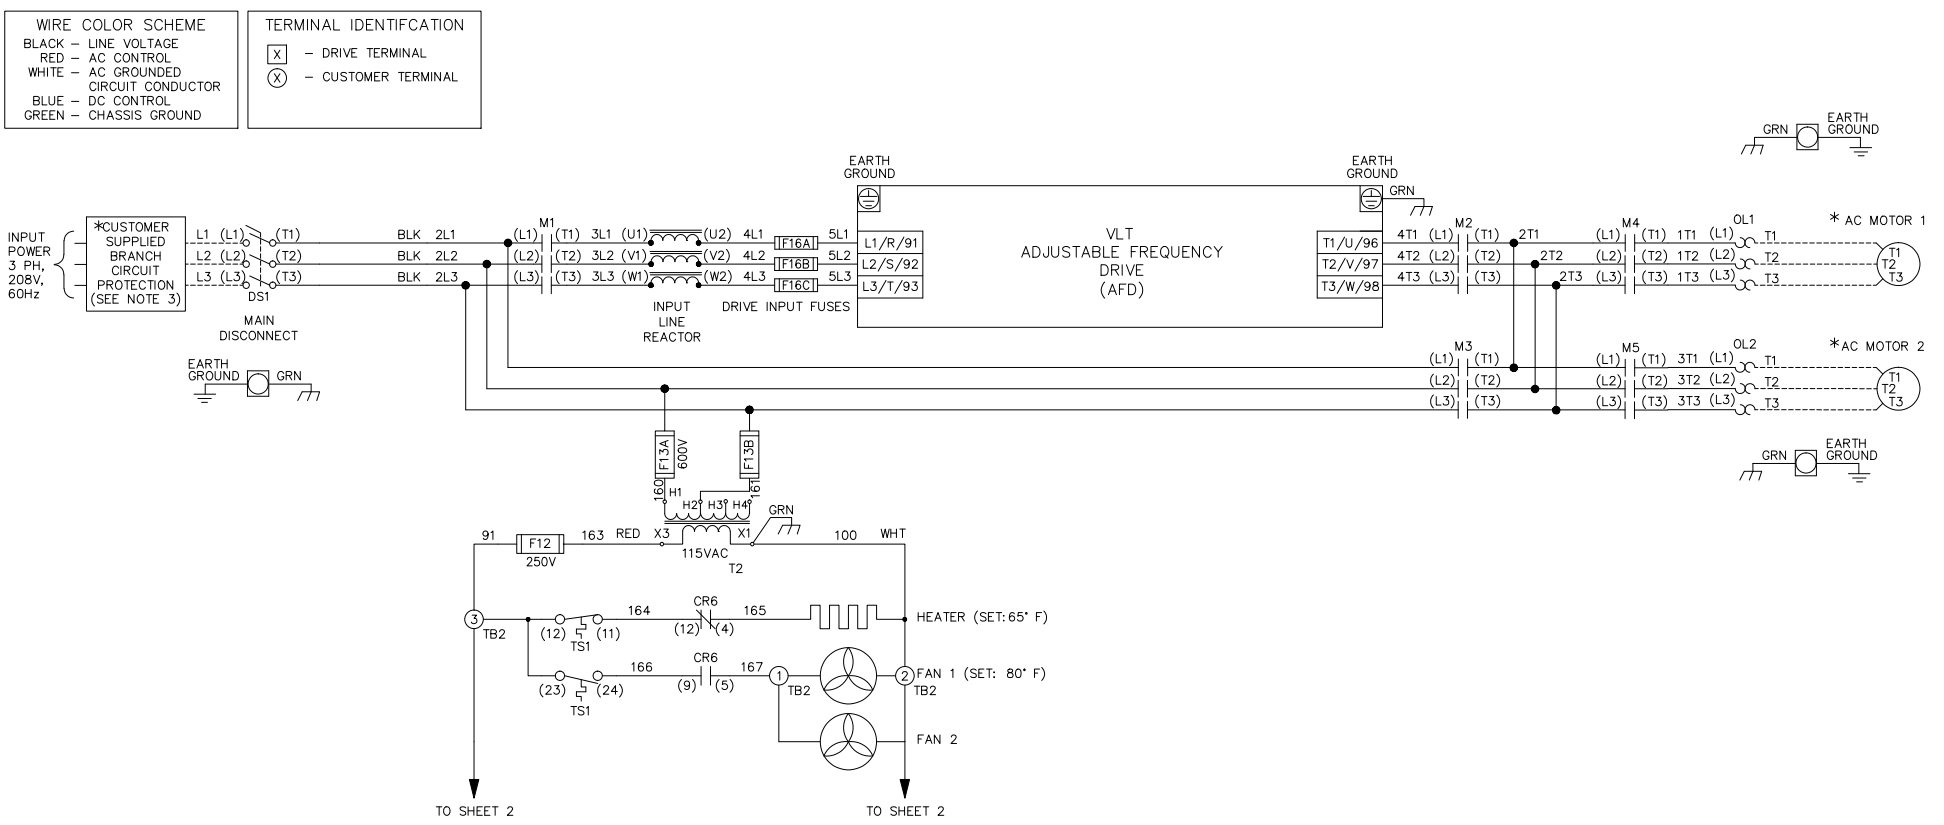 WIRE COLOR SCHEME
BLACK – LINE VOLTAGE
RED – AC CONTROL
WHITE – AC GROUNDED
CIRCUIT CONDUCTOR
BLUE – DC CONTROL
GREEN – CHASSIS GROUND
TERMINAL IDENTIFCATION
X – DRIVE TERMINAL
X – CUSTOMER TERMINAL
GRN
EARTH
GROUND
EARTH
GROUND
EARTH
GROUND
GRN
INPUT
POWER
3 PH,
208V,
60Hz
*CUSTOMER
SUPPLIED
BRANCH
CIRCUIT
PROTECTION
(SEE NOTE 3)
L1 (L1) (T1) BLK 2L1 (L1) M1 (T1) 3L1 (U1) (U2) 4L1 F16A 5L1 L1/R/91
L2 (L2) BLK 2L2 (L2) (T2) 3L2 (V1) (V2) 4L2 F16B 5L2 L2/S/92
L3 (L3) (T3) BLK 2L3 (L3) (T3) 3L3 (W1) (W2) 4L3 F16C 5L3 L3/T/93
DS1
MAIN
DISCONNECT
INPUT
LINE
REACTOR
DRIVE INPUT FUSES
VLT
ADJUSTABLE FREQUENCY
DRIVE
(AFD)
T1/U/96 4T1 (L1) M2 (T1) 2T1 (L1) M4 (T1) 1T1 (L1) OL1 T1
T2/V/97 4T2 (L2) (T2) 2T2 (L2) (T2) 1T2 (L2) T2
T3/W/98 4T3 (L3) (T3) 2T3 (L3) (T3) 1T3 (L3) T3
* AC MOTOR 1
T1
T2
T3
EARTH
GROUND
GRN
M3
(L1) (T1) (L1) M5 (T1) 3T1 (L1) OL2 T1
(L2) (T2) (L2) (T2) 3T2 (L2) T2
(L3) (T3) (L3) (T3) 3T3 (L3) T3
*AC MOTOR 2
T1
T2
T3
GRN
EARTH
GROUND
F13A
600V
F13B
160
H1
H2
H3
H4
161
GRN
91
F12
250V
163
RED
X3
X1
115VAC
T2
100
WHT
3
TB2
(12)
(11)
TS1
164
CR6
(12)
(4)
165
HEATER (SET: 65° F)
(23)
(24)
TS1
166
CR6
(9)
(5)
167
1
TB2
2
TB2
FAN 1 (SET: 80° F)
FAN 2
TO SHEET 2
TO SHEET 2